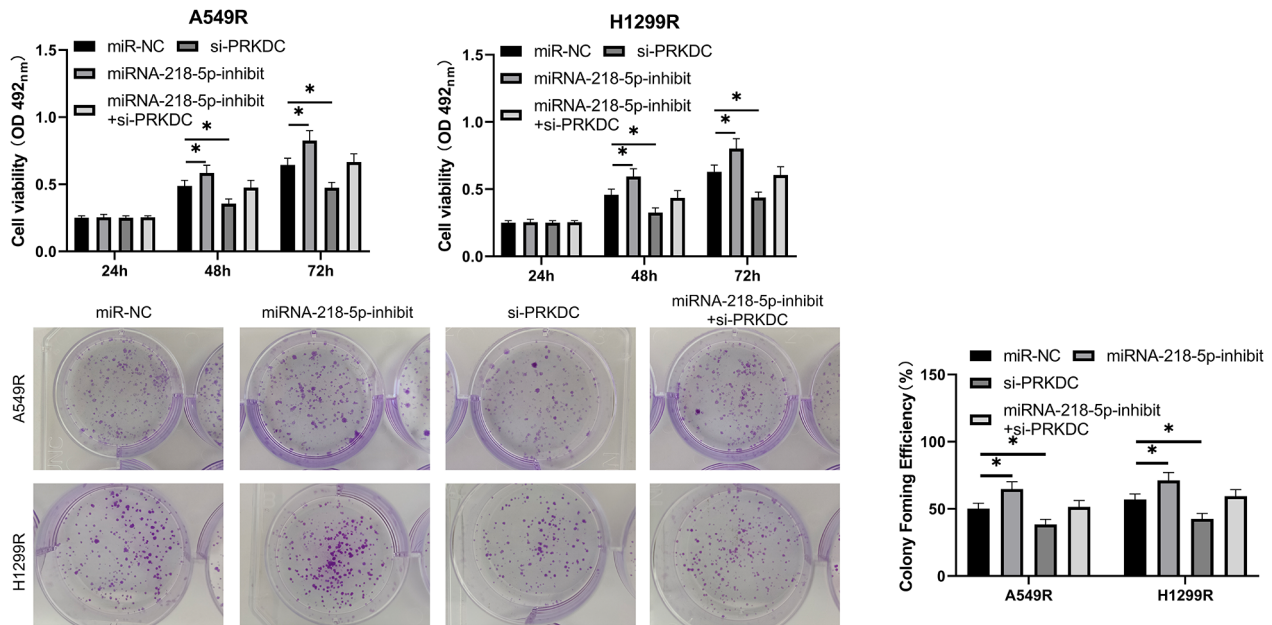 A549R
miR-NC
si-PRKDC
miRNA-218-5p-inhibit
miRNA-218-5p-inhibit
+si-PRKDC
Cell viability (OD 492nm)
1.5
1.0
0.5
0.0
*
*
*
*
24h
48h
72h
H1299R
miR-NC
si-PRKDC
miRNA-218-5p-inhibit
miRNA-218-5p-inhibit
+si-PRKDC
Cell viability (OD 492nm)
1.5
1.0
0.5
0.0
*
*
*
*
24h
48h
72h
miR-NC
miRNA-218-5p-inhibit
si-PRKDC
miRNA-218-5p-inhibit
+si-PRKDC
A549R
H1299R
miR-NC
miRNA-218-5p-inhibit
si-PRKDC
miRNA-218-5p-inhibit
+si-PRKDC
Colony Foming Efficiency (%)
150
100
50
0
*
*
*
*
A549R
H1299R